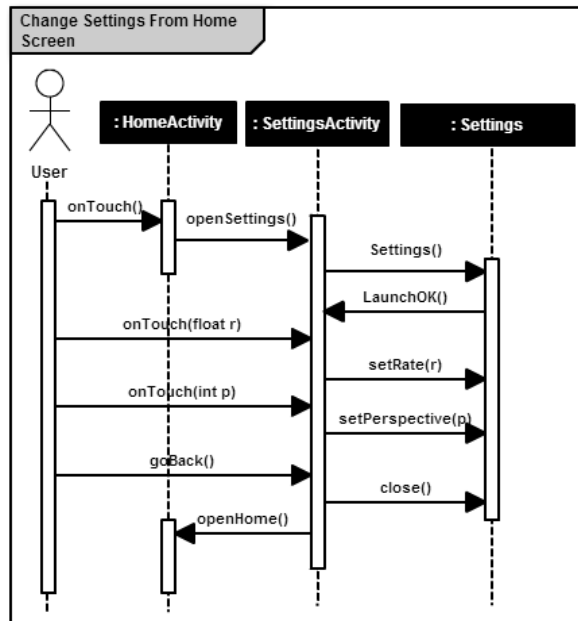 Change Settings From Home
Screen
: HomeActivity
: SettingsActivity
: Settings
User
onTouch()
openSettings()
Settings()
LaunchOK()
onTouch(float r)
setRate(r)
onTouch(int p)
setPerspective(p)
goBack()
close()
openHome()